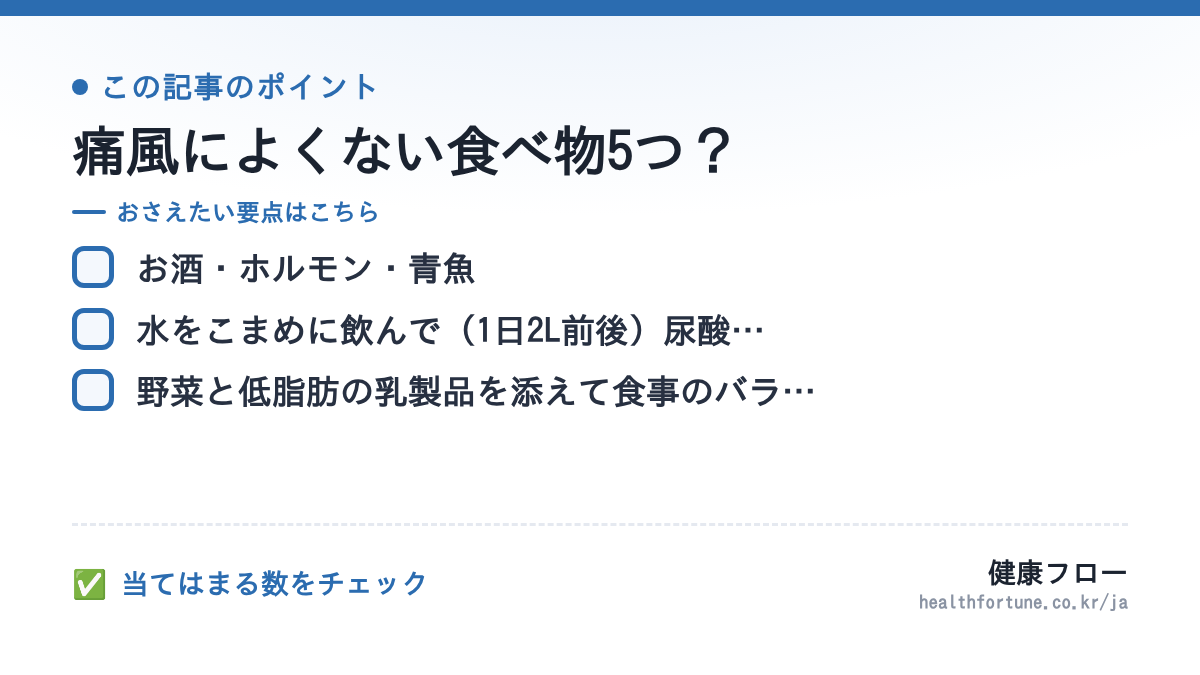 この記事のポイント
痛風によくない食べ物5つ？
おさえたい要点はこちら
お酒・ホルモン・青魚
水をこまめに飲んで（1日2L前後）尿酸…
野菜と低脂肪の乳製品を添えて食事のバラ…
当てはまる数をチェック
健康フロー
healthfortune.co.kr/ja